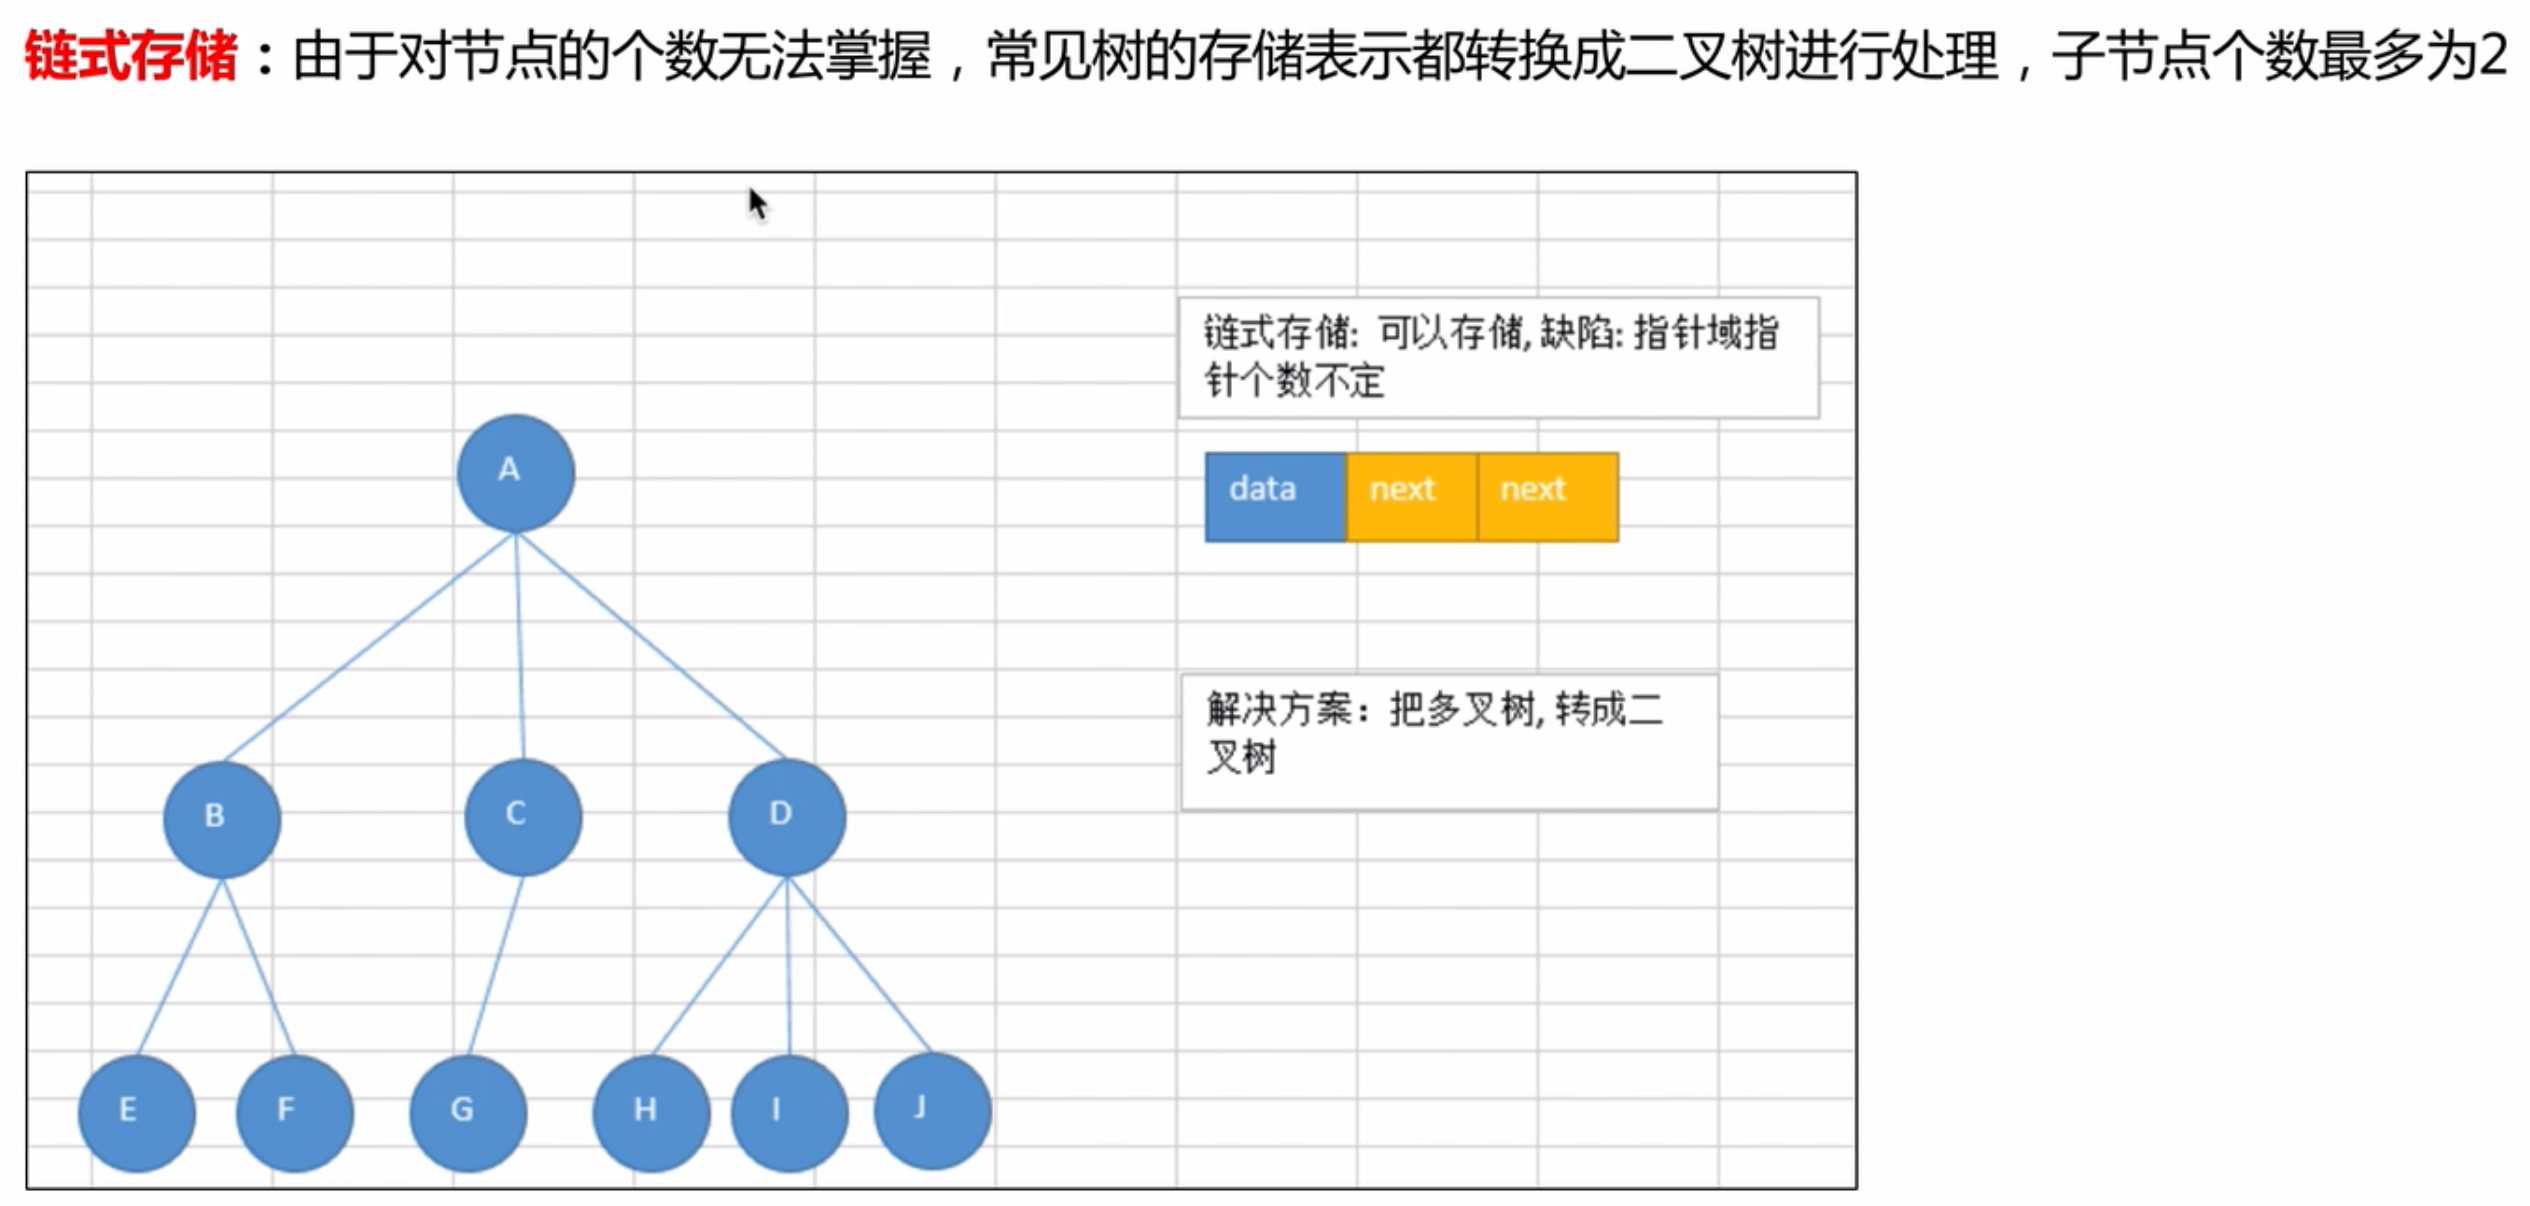 链式存储：由于对节点的个数无法掌握，常见树的存储表示都转换成二叉树进行处理，子节点个数最多为2
链式存储: 可以存储, 缺陷: 指针域指
针个数不定
A
data next next
解决方案：把多叉树, 转成二
叉树
B C D
E F G H I J